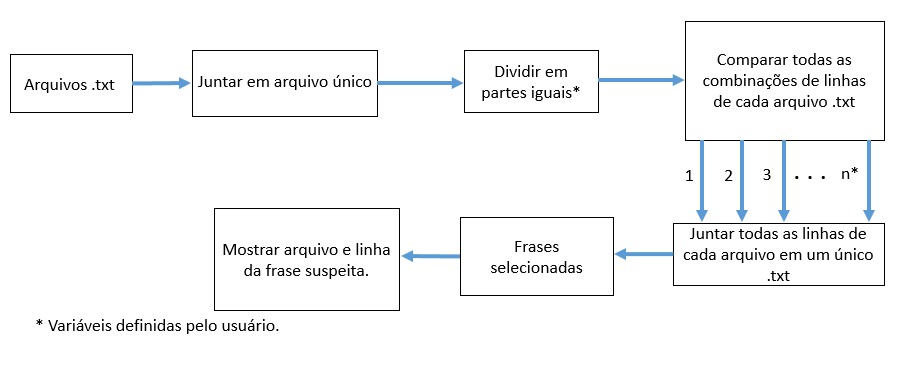 Arquivos .txt
Juntar em arquivo único
Dividir em
partes iguais*
Comparar todas as
combinações de linhas
de cada arquivo .txt
1 2 3 . . . n*
Juntar todas as linhas de
cada arquivo em um único
.txt
Frases
selecionadas
Mostrar arquivo e linha
da frase suspeita.
* Variáveis definidas pelo usuário.